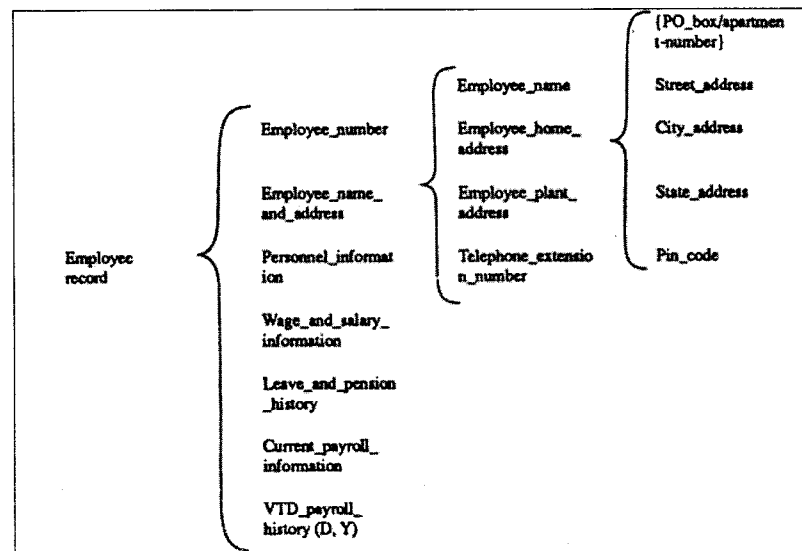 Employee
record
Employee_number
Employee_name_
and_address
Personnel_informat
ion
Wage_and_salary_
information
Leave_and_pension
_history
Current_payroll_
information
VTD_payroll_
history (D, Y)
Employee_name
Employee_home_
address
Employee_plant_
address
Telephone_extensio
n_number
{PO_box/apartmen
t-number}
Street_address
City_address
State_address
Pin_code